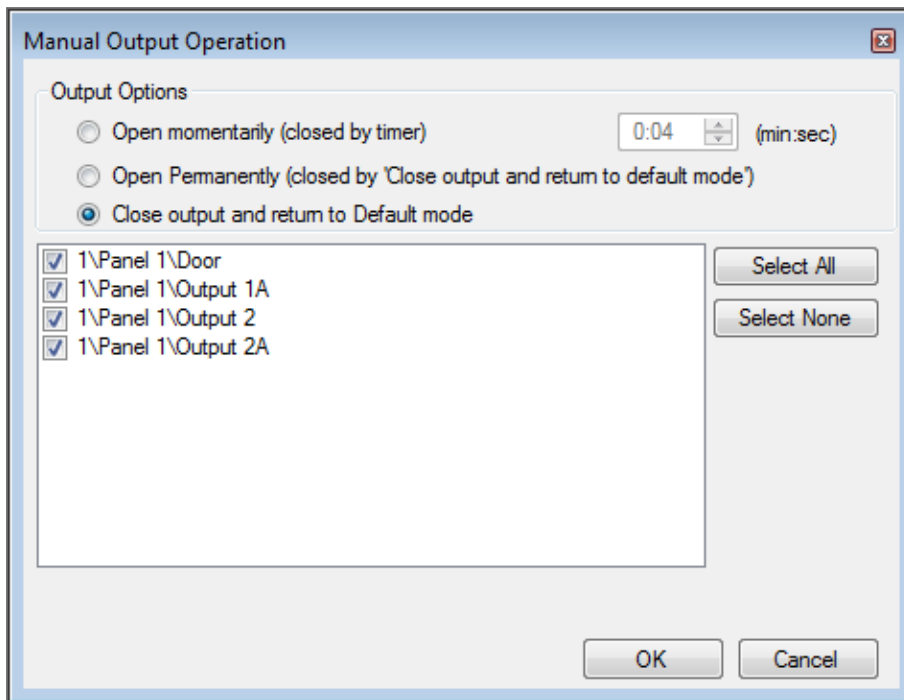 Manual Output Operation
Output Options
Open momentarily (closed by timer) 0:04 (min:sec)
Open Permanently (closed by 'Close output and return to default mode')
Close output and return to Default mode
1\Panel 1\Door
1\Panel 1\Output 1A
1\Panel 1\Output 2
1\Panel 1\Output 2A
Select All
Select None
OK Cancel